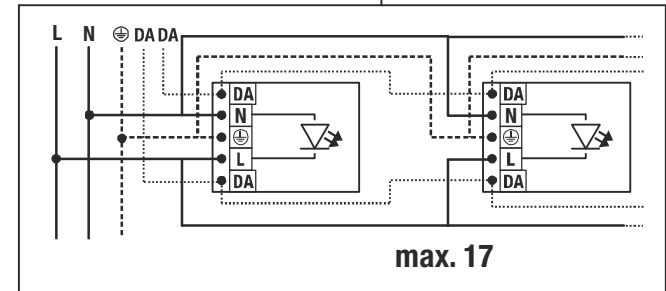 L N ⏚ DA DA
DA DA
N N
⏚ ⏚
L L
DA DA
max. 17